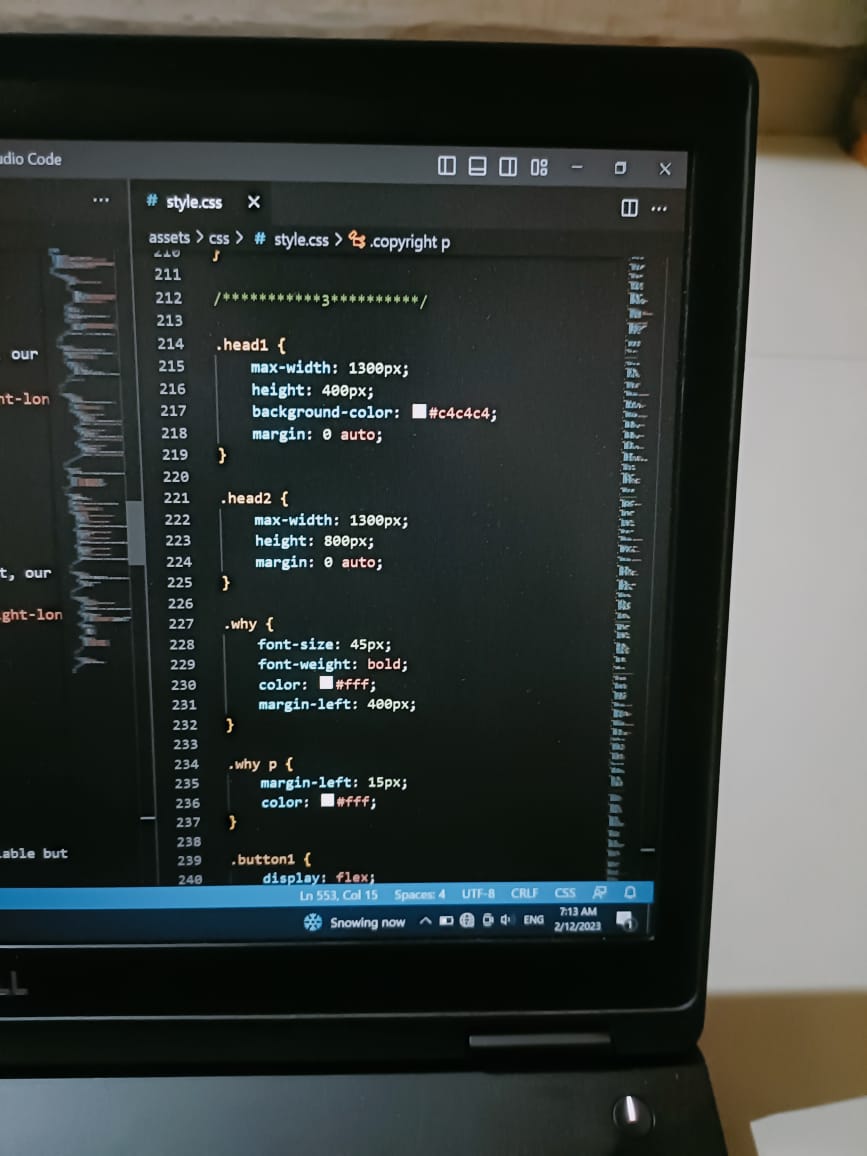 dio Code
···
# style.css ×
···
assets > css > # style.css > .copyright p
our
ht-lon
t, our
ght-lon
able but
210 }
211
212 /***********3**********/
213
214 .head1 {
215 max-width: 1300px;
216 height: 400px;
217 background-color: #c4c4c4;
218 margin: 0 auto;
219 }
220
221 .head2 {
222 max-width: 1300px;
223 height: 800px;
224 margin: 0 auto;
225 }
226
227 .why {
228 font-size: 45px;
229 font-weight: bold;
230 color: #fff;
231 margin-left: 400px;
232 }
233
234 .why p {
235 margin-left: 15px;
236 color: #fff;
237 }
238
239 .button1 {
240 display: flex;
Ln 553, Col 15 Spaces: 4 UTF-8 CRLF CSS
Snowing now ENG 7:13 AM
2/12/2023
1